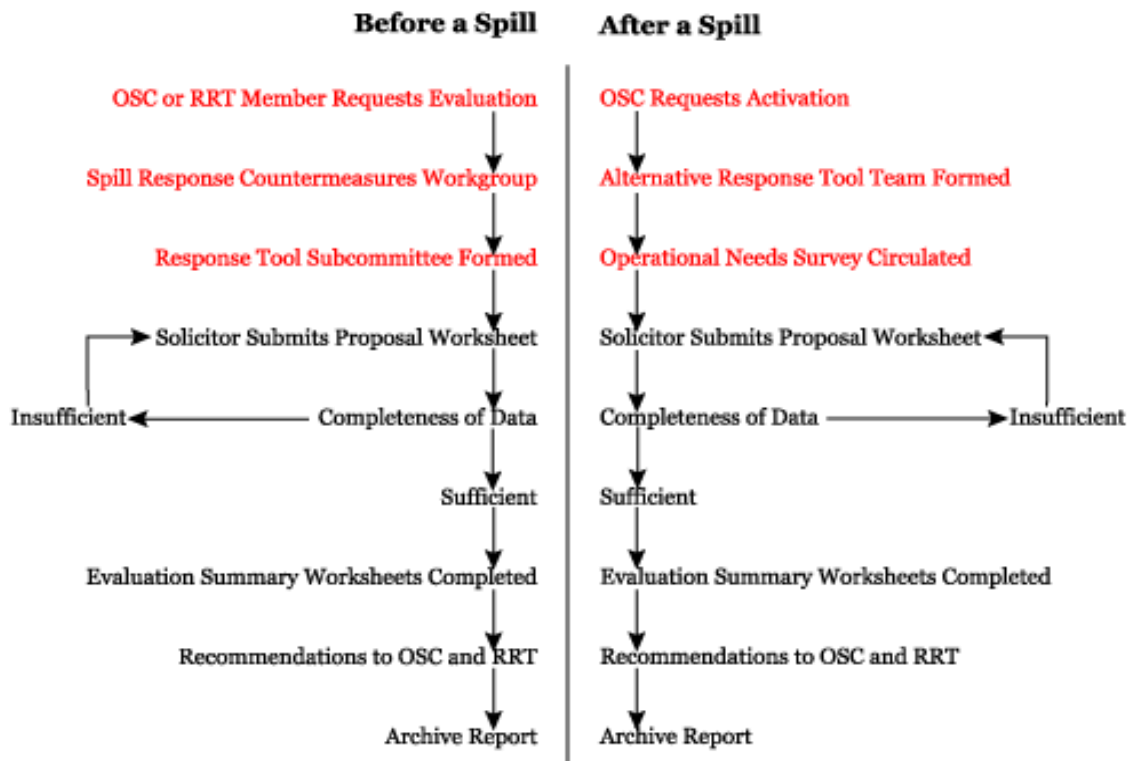 Before a Spill
After a Spill
OSC or RRT Member Requests Evaluation
OSC Requests Activation
Spill Response Countermeasures Workgroup
Alternative Response Tool Team Formed
Response Tool Subcommittee Formed
Operational Needs Survey Circulated
Solicitor Submits Proposal Worksheet
Solicitor Submits Proposal Worksheet
Insufficient
Completeness of Data
Completeness of Data
Insufficient
Sufficient
Sufficient
Evaluation Summary Worksheets Completed
Evaluation Summary Worksheets Completed
Recommendations to OSC and RRT
Recommendations to OSC and RRT
Archive Report
Archive Report